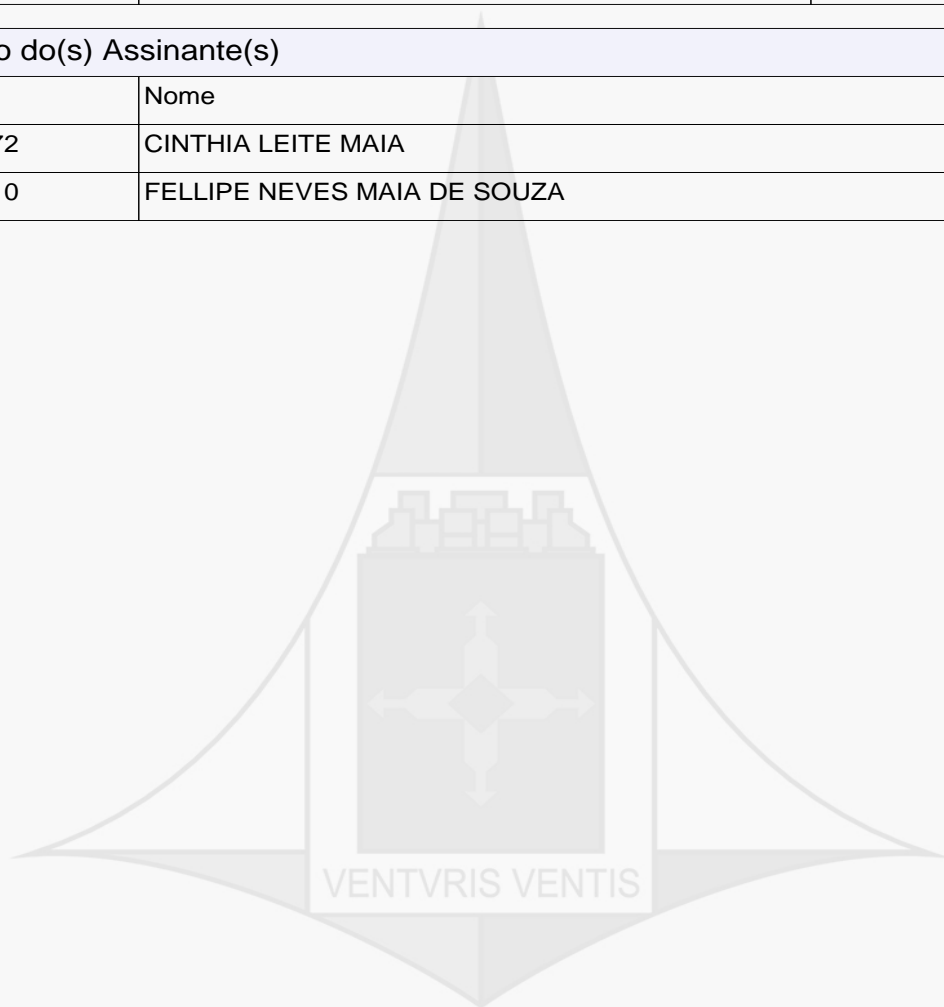 o do(s) Assinante(s)
Nome
72 CINTHIA LEITE MAIA
0 FELLIPE NEVES MAIA DE SOUZA
VENTVRIS VENTIS